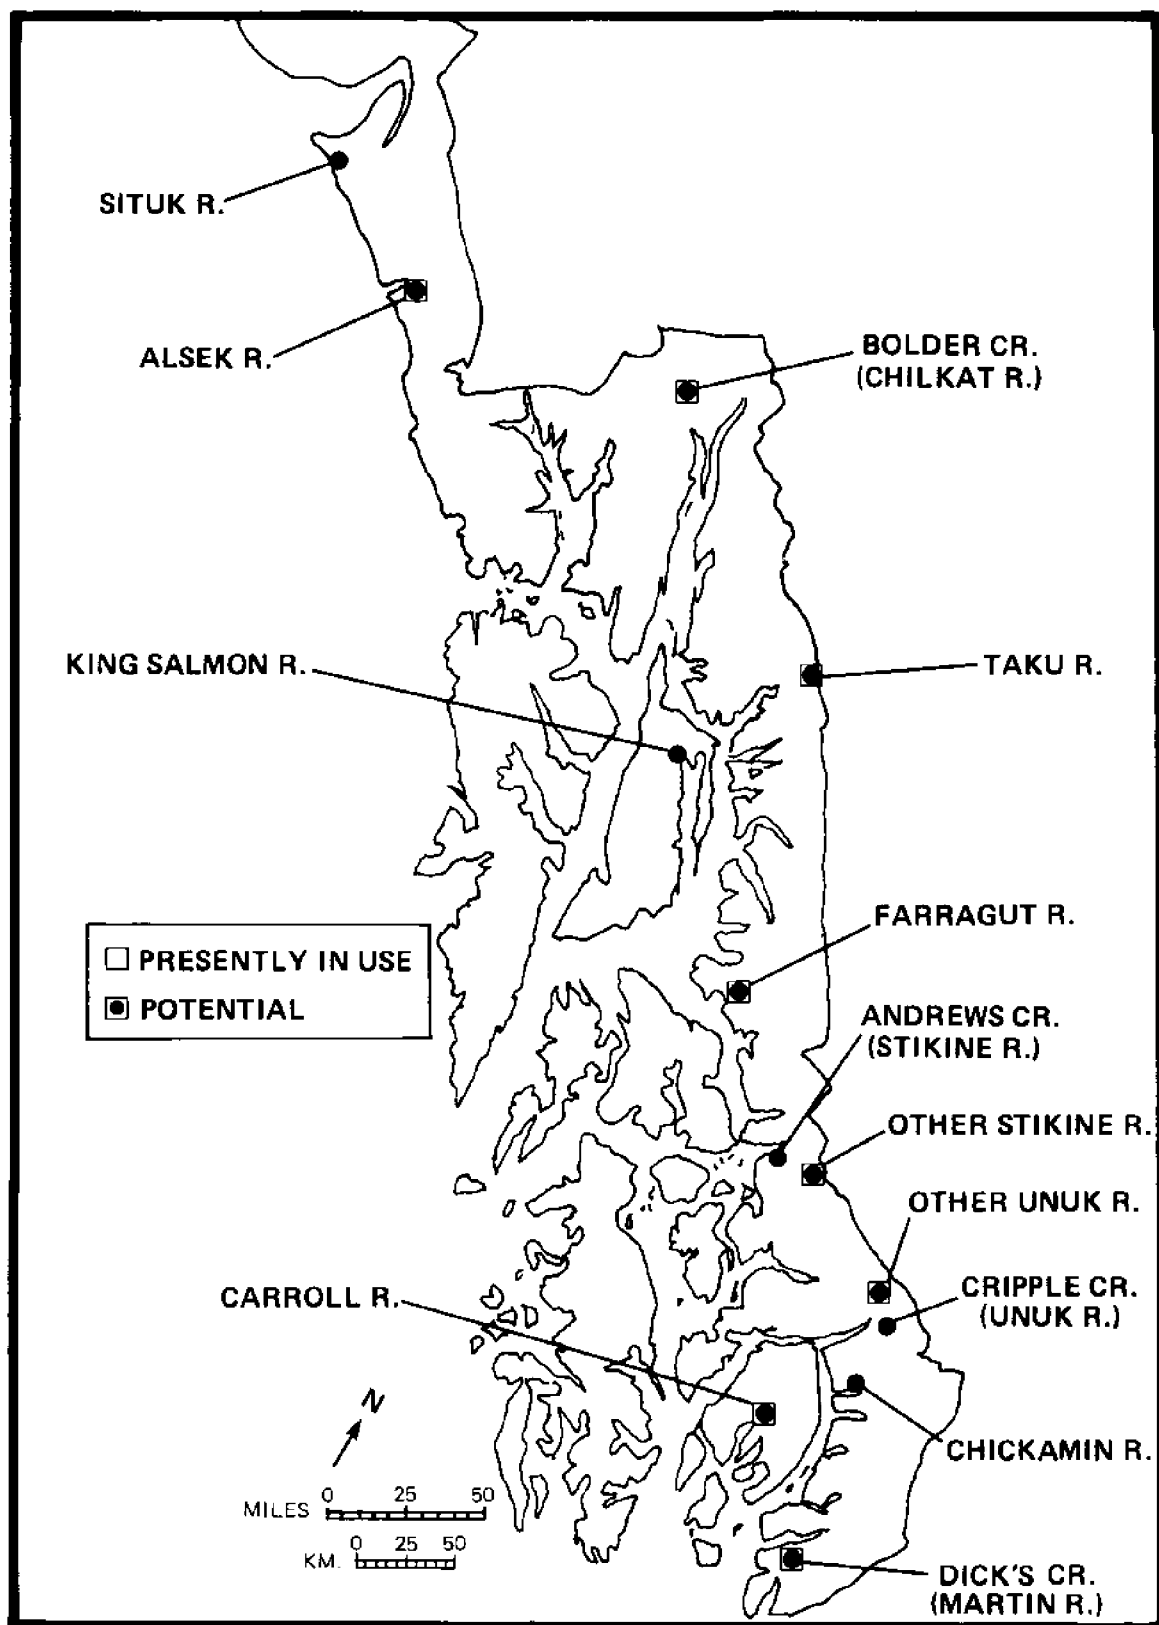 SITUK R.
ALSEK R.
BOLDER CR.
(CHILKAT R.)
KING SALMON R.
TAKU R.
FARRAGUT R.
PRESENTLY IN USE
POTENTIAL
ANDREWS CR.
(STIKINE R.)
OTHER STIKINE R.
OTHER UNUK R.
CARROLL R.
CRIPPLE CR.
(UNUK R.)
N
CHICKAMIN R.
MILES 0 25 50
KM. 0 25 50
DICK'S CR.
(MARTIN R.)